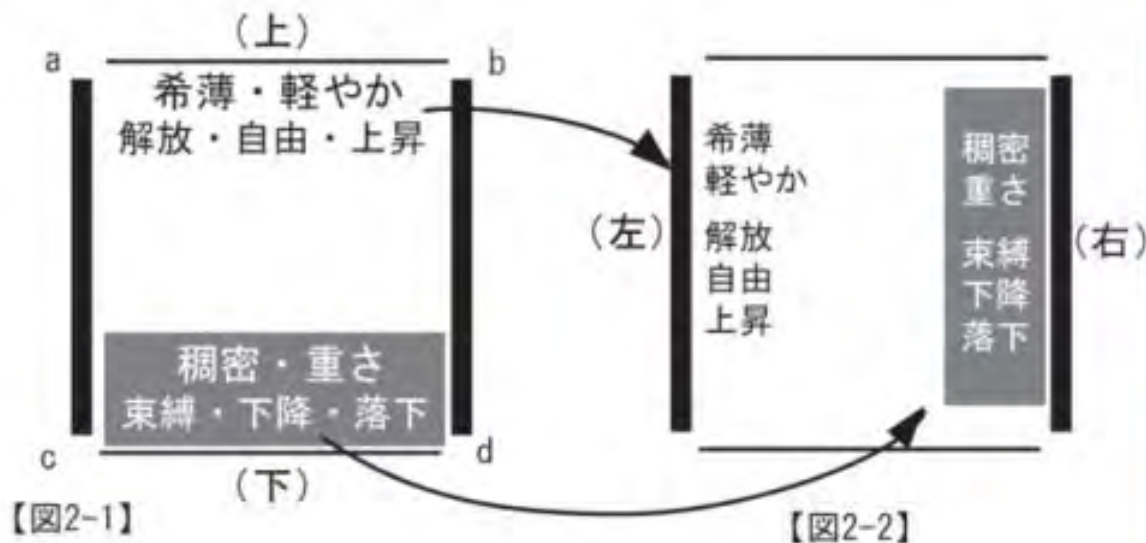 (上)
a
b
希薄・軽やか
解放・自由・上昇
稠密・重さ
束縛・下降・落下
c
d
(下)
【図2-1】
(左)
希薄
軽やか
解放
自由
上昇
稠密
重さ
束縛
下降
落下
(右)
【図2-2】